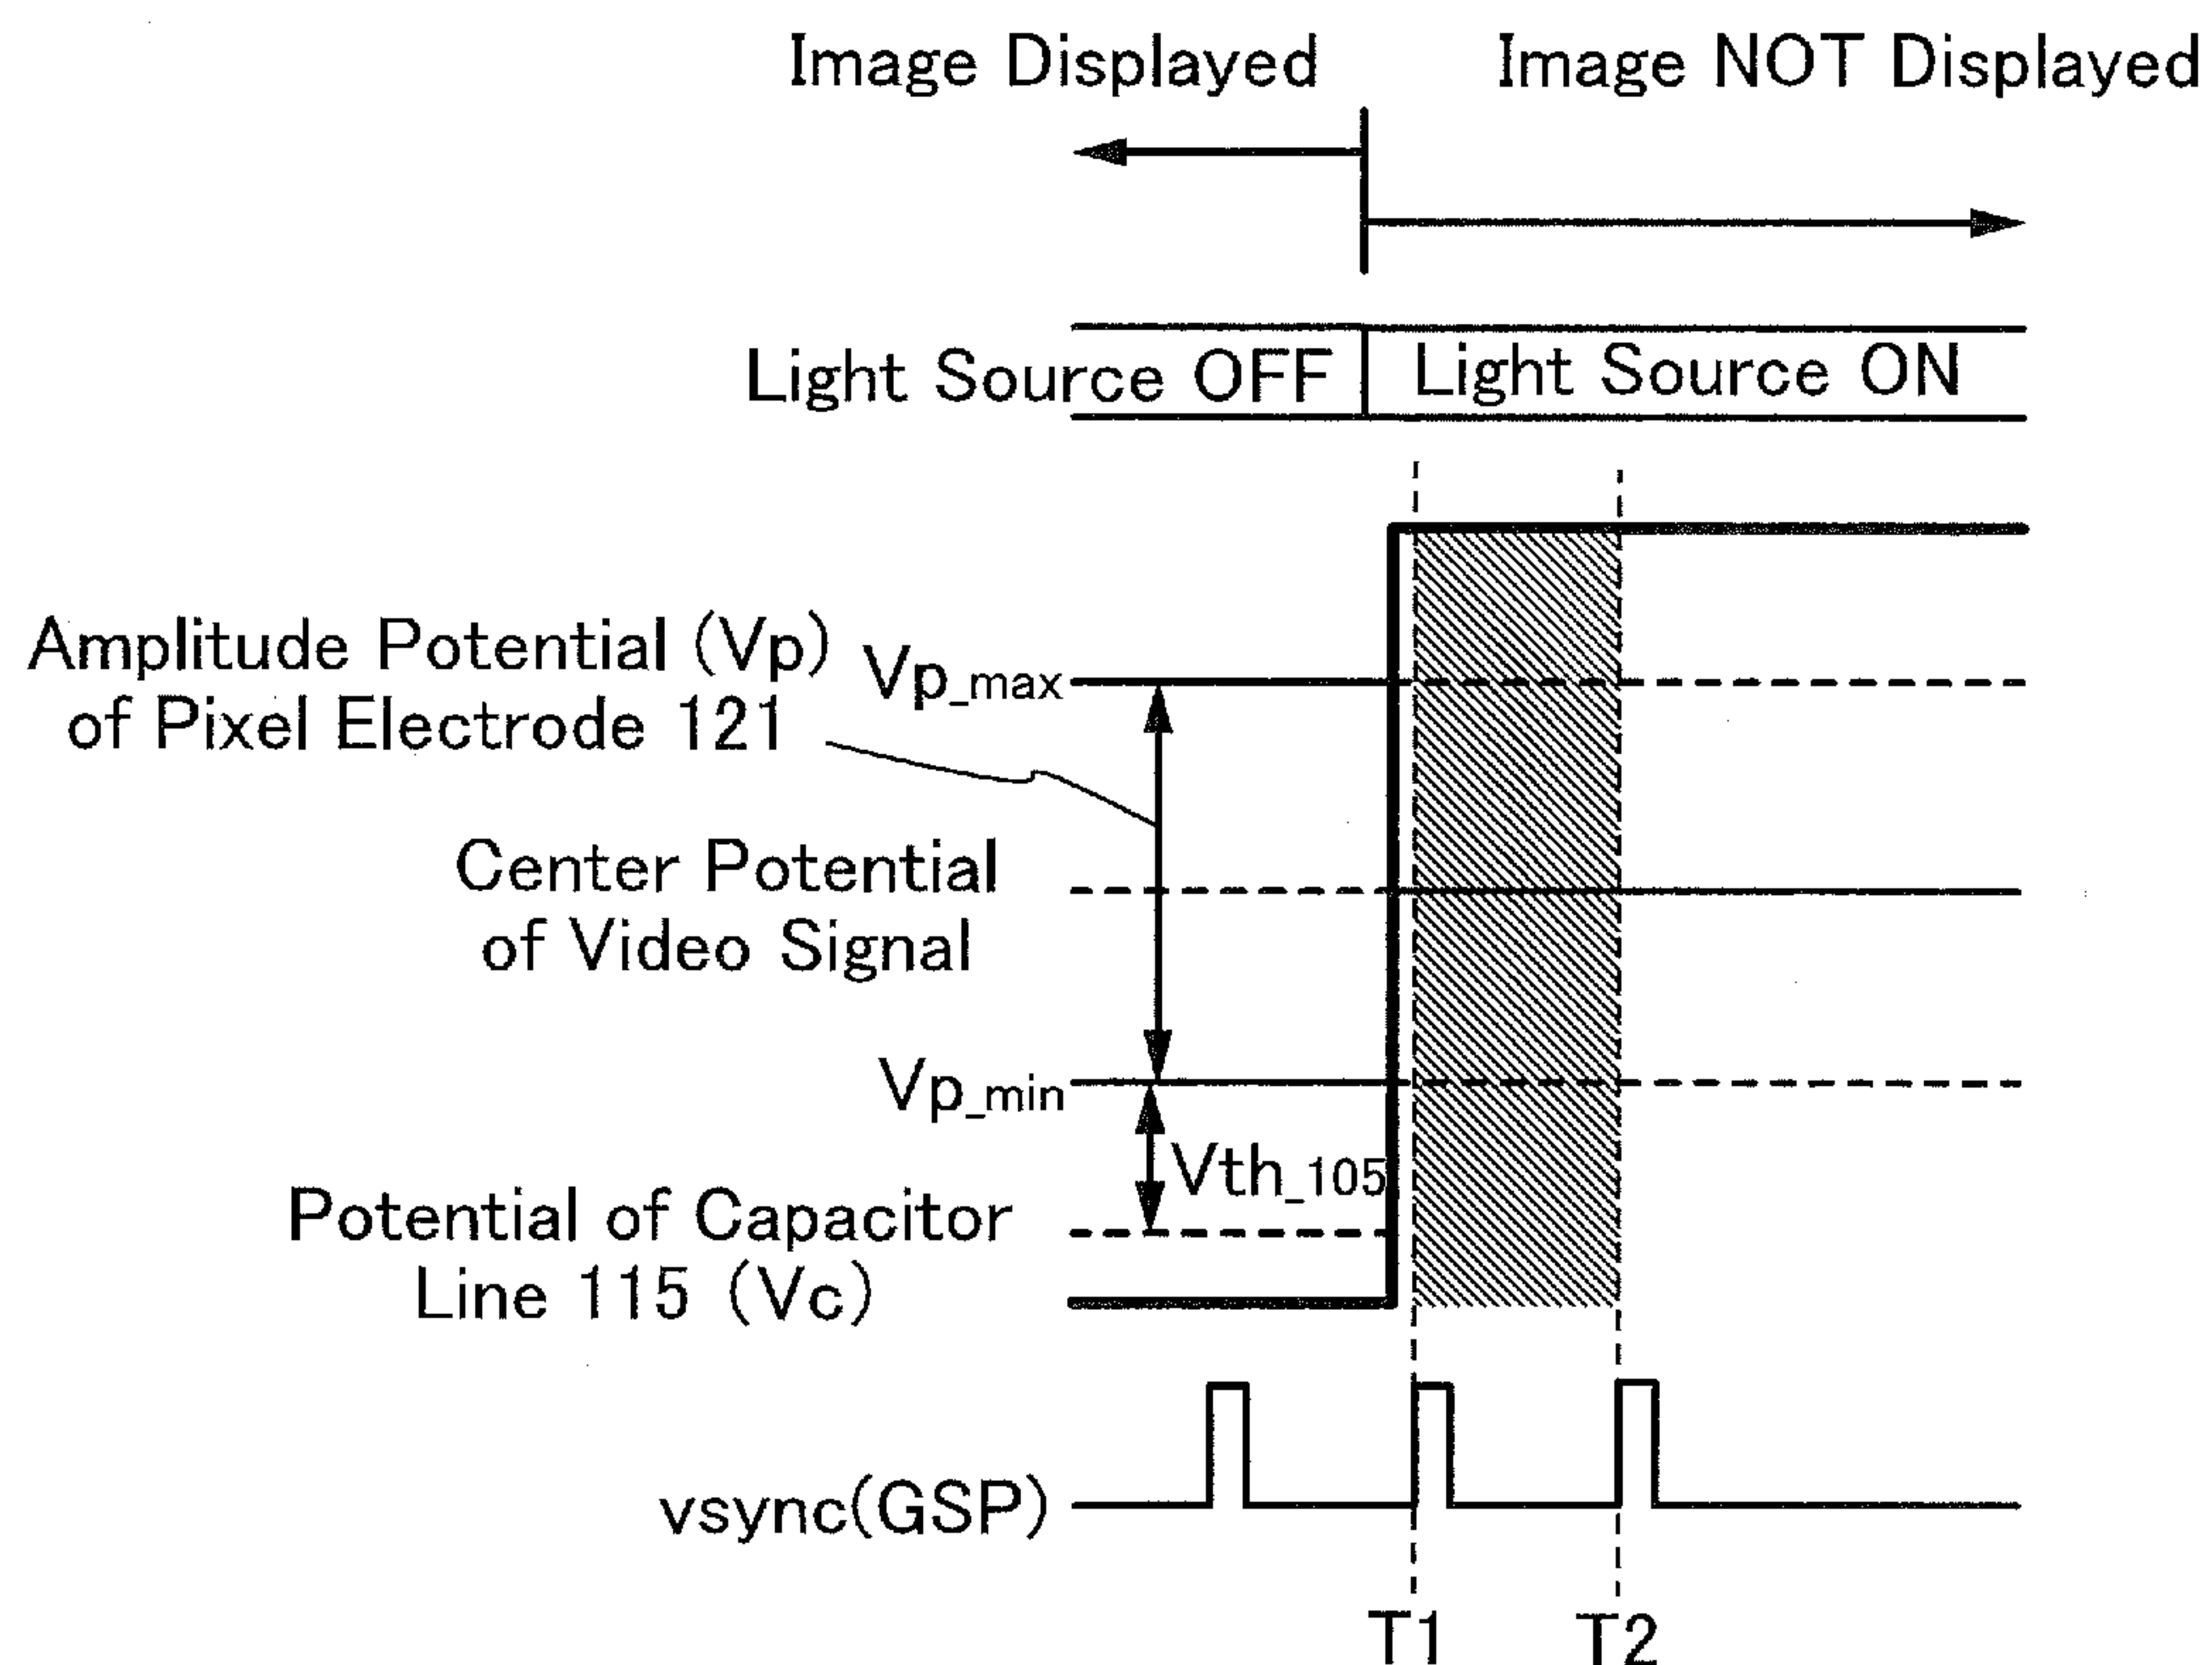 Image Displayed
Image NOT Displayed
Light Source OFF
Light Source ON
Amplitude Potential (Vp)
of Pixel Electrode 121
Vp_max
Center Potential
of Video Signal
Vp_min
Vth_105
Potential of Capacitor
Line 115 (Vc)
vsync(GSP)
T1
T2